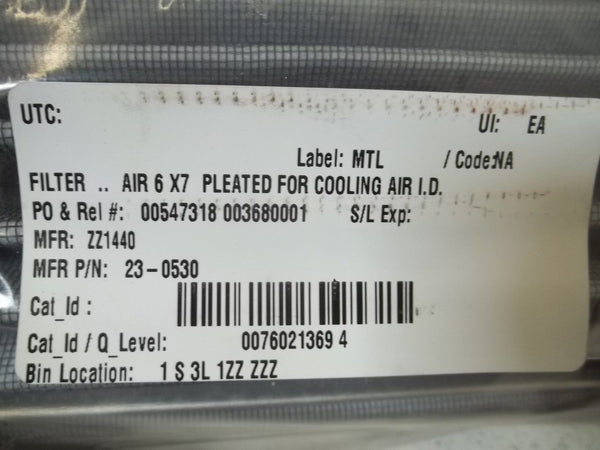 UTC:
UI: EA
Label: MTL / Code:NA
FILTER .. AIR 6 X7 PLEATED FOR COOLING AIR I.D.
PO & Rel #: 00547318 003680001 S/L Exp:
MFR: ZZ1440
MFR P/N: 23-0530
Cat_Id :
Cat_Id / Q_Level: 0076021369 4
Bin Location: 1 S 3L 1ZZ ZZZ